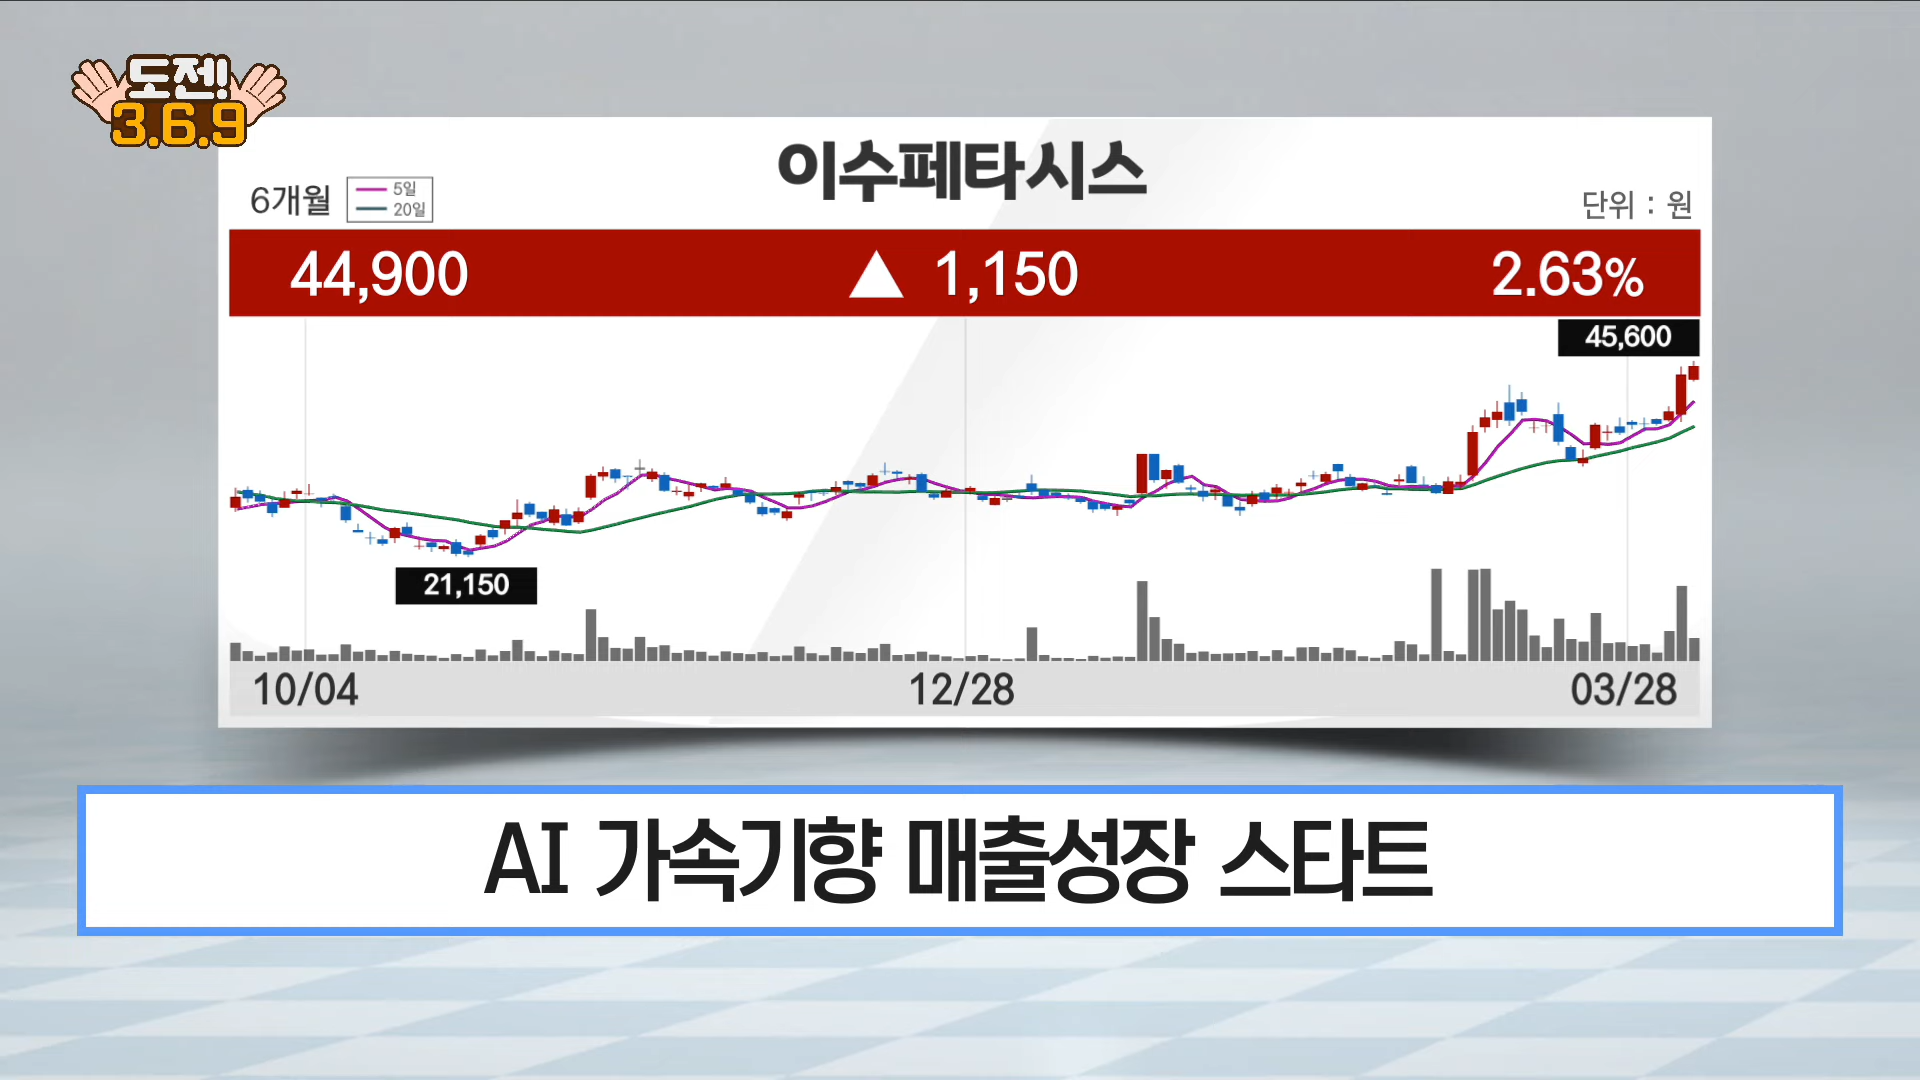 도젠!
3.6.9
이수페타시스
6개월
5일
20일
단위 : 원
44,900 ▲ 1,150 2.63%
45,600
21,150
10/04 12/28 03/28
AI 가속기향 매출성장 스타트